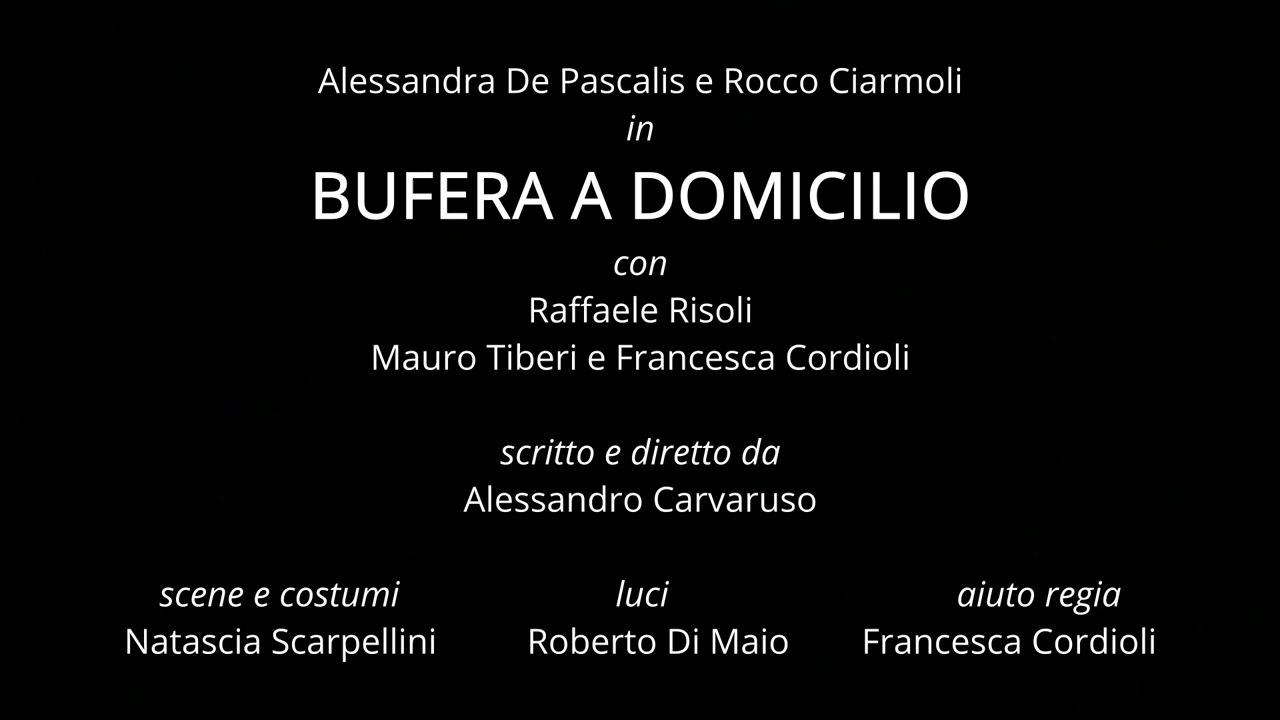 Alessandra De Pascalis e Rocco Ciarmoli
in
BUFERA A DOMICILIO
con
Raffaele Risoli
Mauro Tiberi e Francesca Cordioli
scritto e diretto da
Alessandro Carvaruso
scene e costumi luci aiuto regia
Natascia Scarpellini Roberto Di Maio Francesca Cordioli